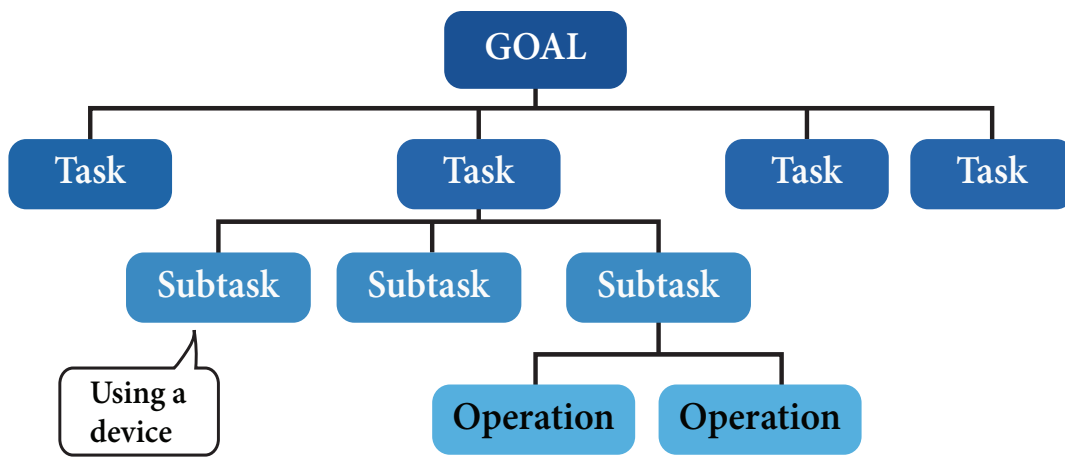 GOAL
Task Task Task Task
Subtask Subtask Subtask
Using a
device
Operation Operation